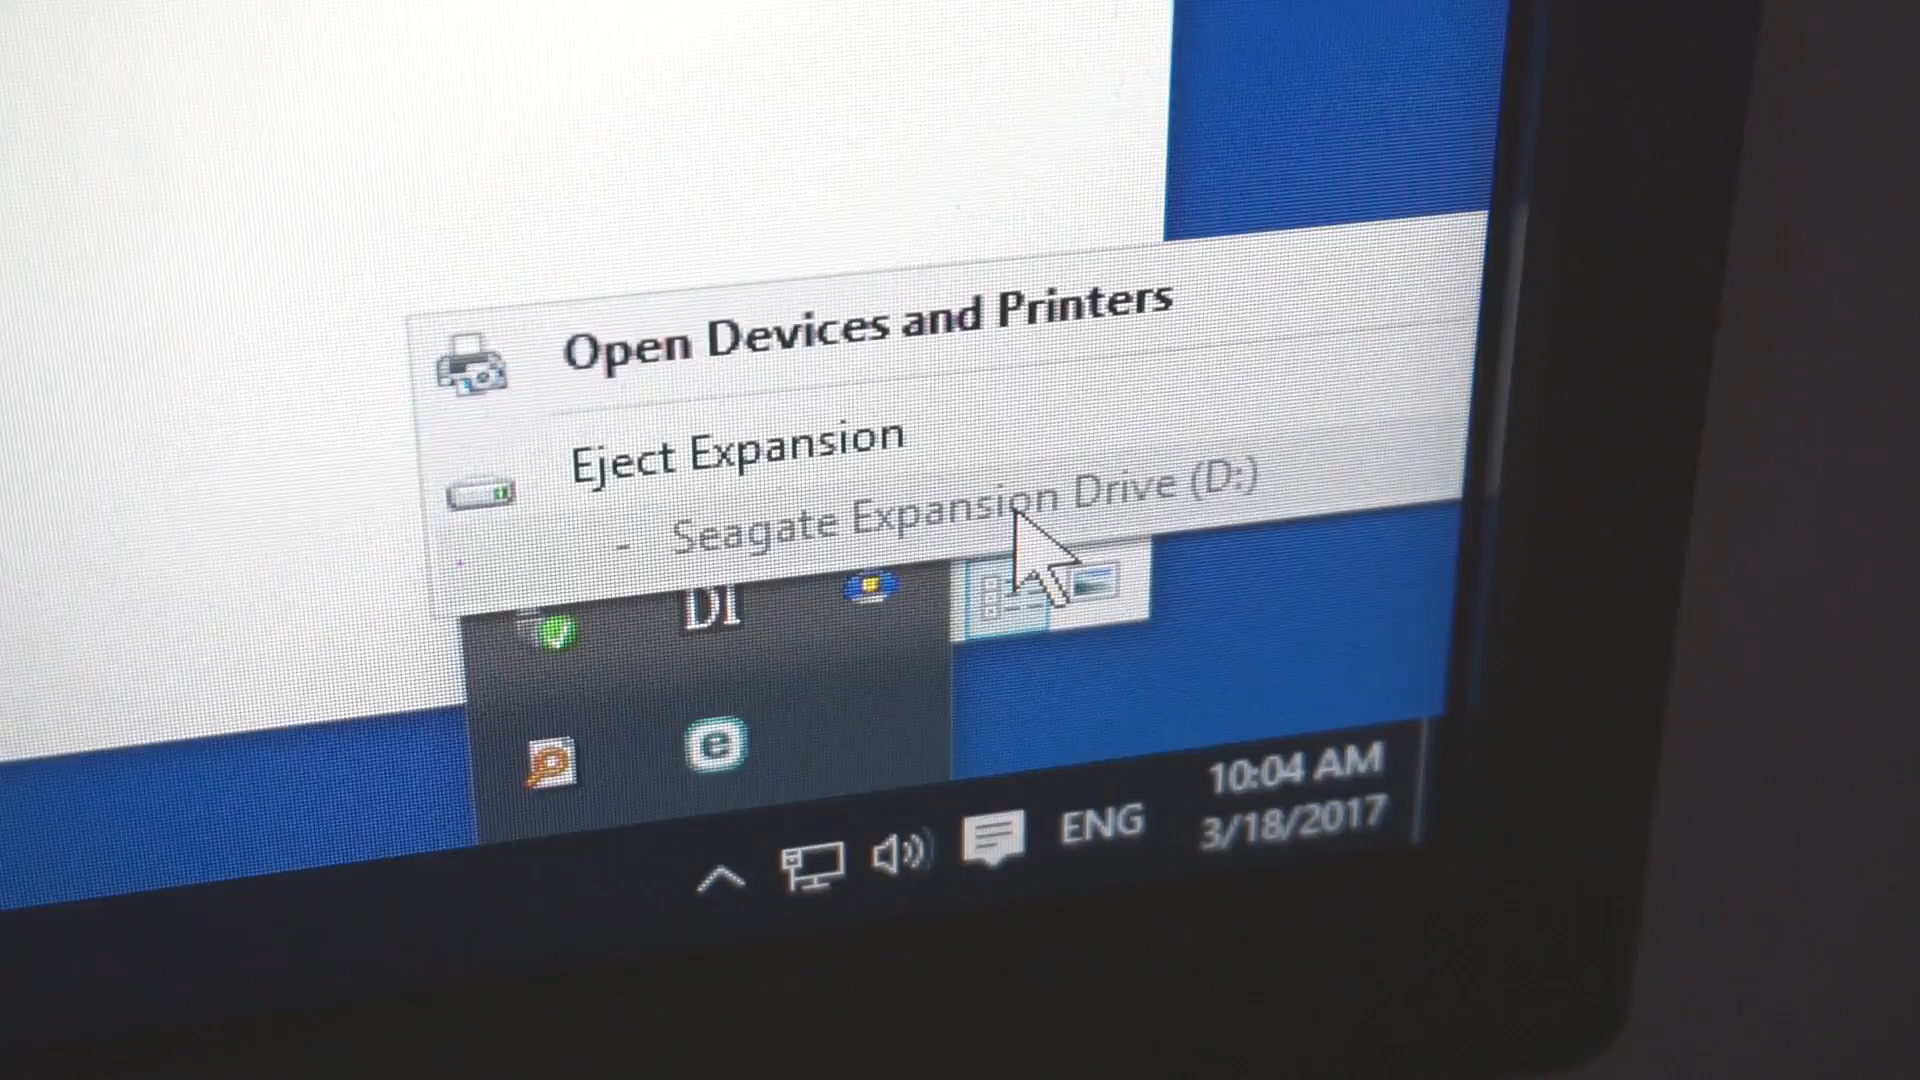 Open Devices and Printers
Eject Expansion
- Seagate Expansion Drive (D:)
DI
e
ENG
10:04 AM
3/18/2017